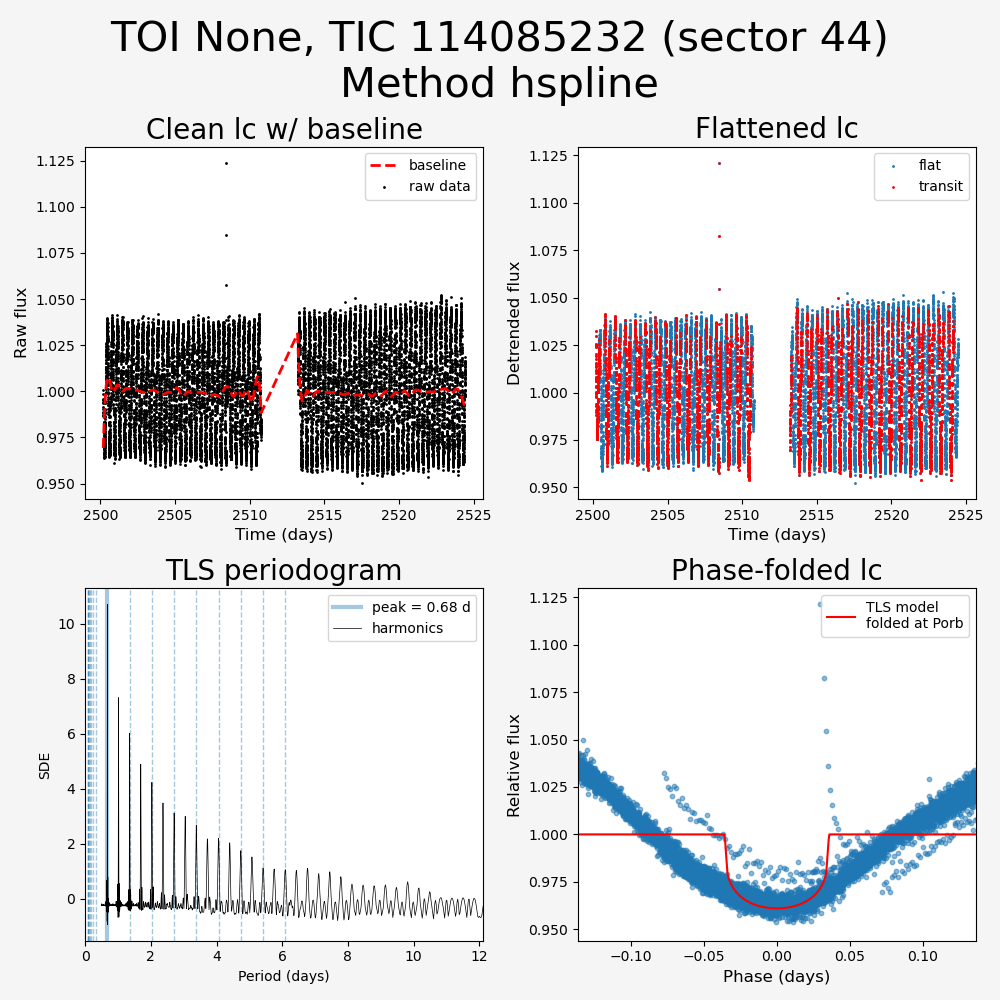 TOI None, TIC 114085232 (sector 44)
Method hspline
Clean lc w/ baseline
Raw flux
1.125
1.100
1.075
1.050
1.025
1.000
0.975
0.950
baseline
raw data
2500
2505
2510
2515
2520
2525
Time (days)
Flattened lc
Detrended flux
1.125
1.100
1.075
1.050
1.025
1.000
0.975
0.950
flat
transit
2500
2505
2510
2515
2520
2525
Time (days)
TLS periodogram
SDE
10
8
6
4
2
0
peak = 0.68 d
harmonics
0
2
4
6
8
10
12
Period (days)
Phase-folded lc
Relative flux
1.125
1.100
1.075
1.050
1.025
1.000
0.975
0.950
TLS model
folded at Porb
−0.10
−0.05
0.00
0.05
0.10
Phase (days)